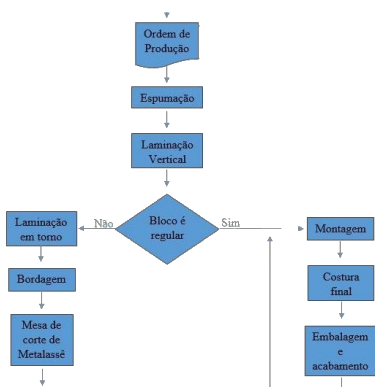 Ordem de
Produção
Espumação
Laminação
Vertical
Bloco é
regular
Não
Sim
Laminação
em torno
Bordagem
Mesa de
corte de
Metalassê
Montagem
Costura
final
Embalagem
e
acabamento